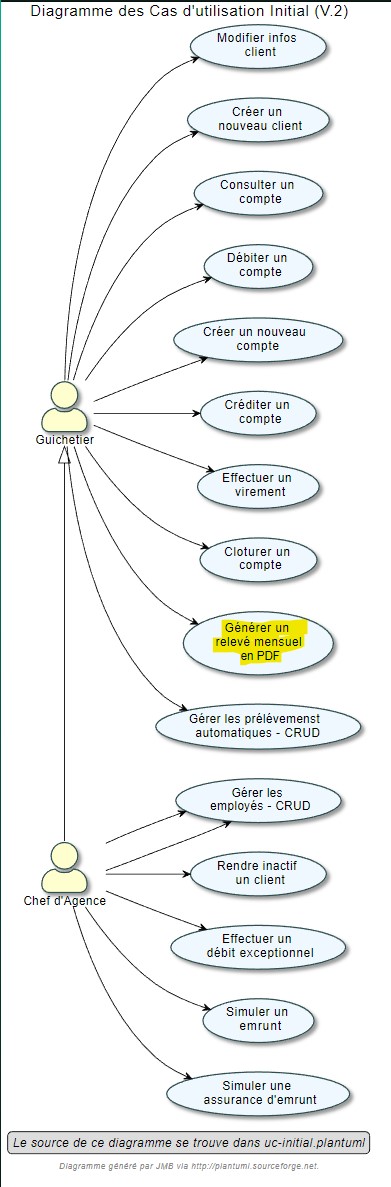 Diagramme des Cas d'utilisation Initial (V.2)
Modifier infos
client
Créer un
nouveau client
Consulter un
compte
Débiter un
compte
Créer un nouveau
compte
Créditer un
compte
Guichetier
Effectuer un
virement
Cloturer un
compte
Générer un
relevé mensuel
en PDF
Gérer les prélévemenst
automatiques - CRUD
Gérer les
employés - CRUD
Rendre inactif
un client
Chef d'Agence
Effectuer un
débit exceptionnel
Simuler un
emrunt
Simuler une
assurance d'emrunt
Le source de ce diagramme se trouve dans uc-initial.plantuml
Diagramme généré par JMB via http://plantuml.sourceforge.net.